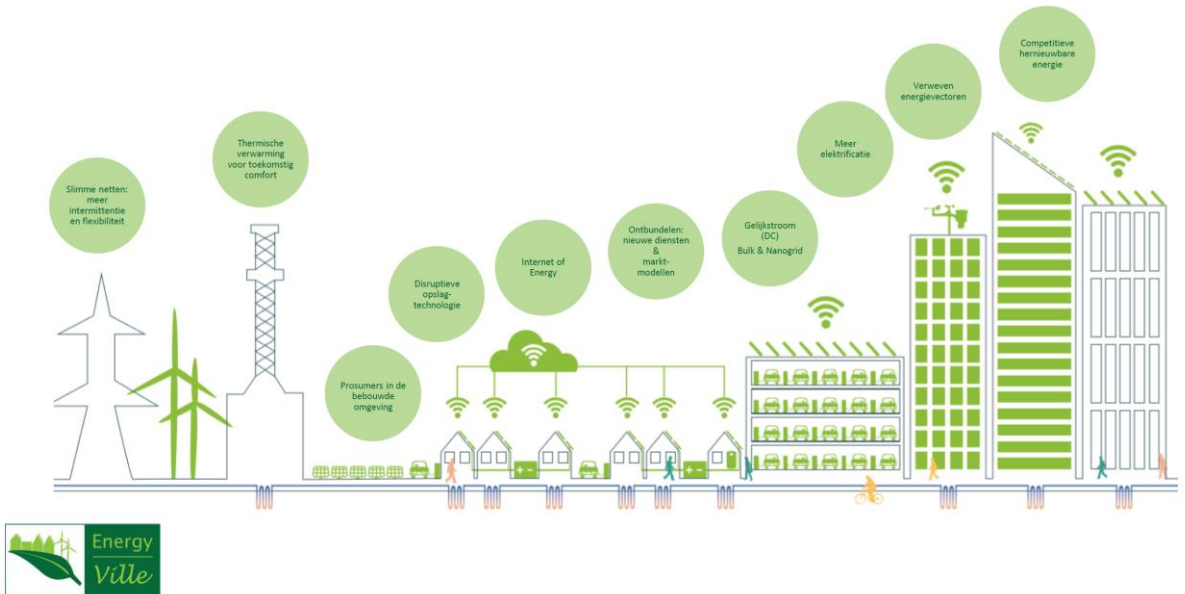 Competitieve
hernieuwbare
energie
Verweven
energievectoren
Meer
elektrificatie
Thermische
verwarming
voor toekomstig
comfort
Slimme netten:
meer
intermittentie
en flexibiliteit
Gelijkstroom
(DC)
Bulk & Nanogrid
Ontbundelen:
nieuwe diensten
&
markt-
modellen
Internet of
Energy
Disruptieve
opslag-
technologie
Prosumers in de
bebouwde
omgeving
Energy
Ville